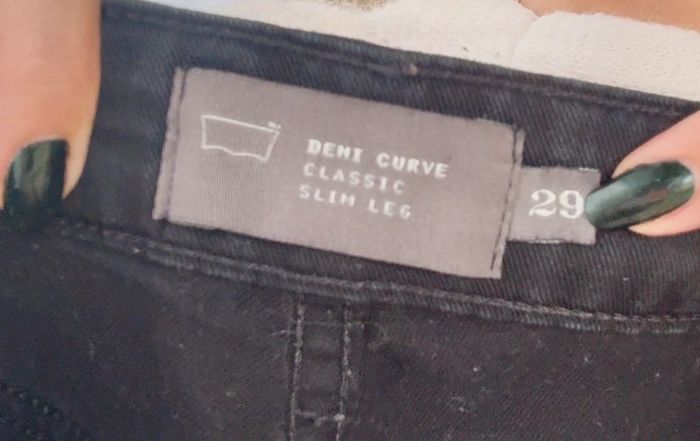 DEMI CURVE
CLASSIC
SLIM LEG
29